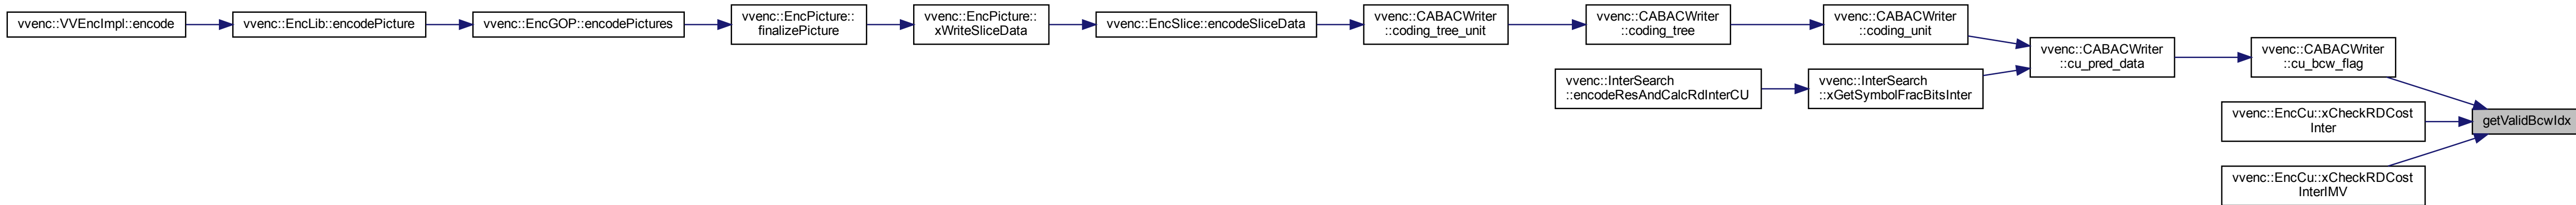 vvenc::VVEncImpl::encode
vvenc::EncLib::encodePicture
vvenc::EncGOP::encodePictures
vvenc::EncPicture::
finalizePicture
vvenc::EncPicture::
xWriteSliceData
vvenc::EncSlice::encodeSliceData
vvenc::CABACWriter
::coding_tree_unit
vvenc::CABACWriter
::coding_tree
vvenc::CABACWriter
::coding_unit
vvenc::InterSearch
::encodeResAndCalcRdInterCU
vvenc::InterSearch
::xGetSymbolFracBitsInter
vvenc::CABACWriter
::cu_pred_data
vvenc::CABACWriter
::cu_bcw_flag
vvenc::EncCu::xCheckRDCost
Inter
vvenc::EncCu::xCheckRDCost
InterIMV
getValidBcwIdx